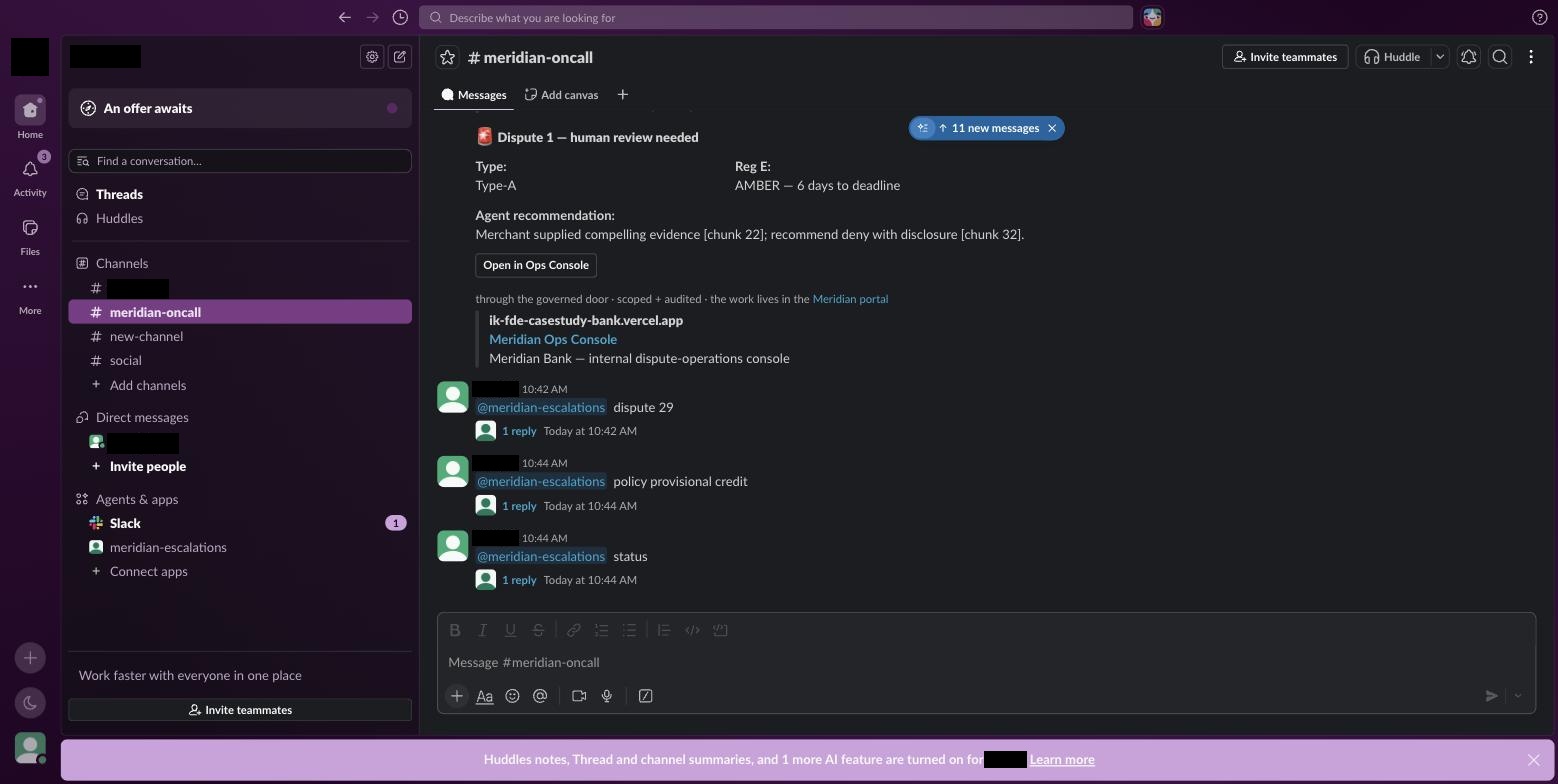 Describe what you are looking for
# meridian-oncall
Invite teammates
Huddle
An offer awaits
Messages
Add canvas
Home
11 new messages
Dispute 1 — human review needed
3
Find a conversation...
Type:
Reg E:
Type-A
AMBER — 6 days to deadline
Activity
Threads
Agent recommendation:
Huddles
Merchant supplied compelling evidence [chunk 22]; recommend deny with disclosure [chunk 32].
Files
Channels
Open in Ops Console
through the governed door · scoped + audited · the work lives in the Meridian portal
More
meridian-oncall
ik-fde-casestudy-bank.vercel.app
new-channel
Meridian Ops Console
social
Meridian Bank — internal dispute-operations console
Add channels
10:42 AM
@meridian-escalations dispute 29
Direct messages
1 reply Today at 10:42 AM
10:44 AM
Invite people
@meridian-escalations policy provisional credit
Agents & apps
1 reply Today at 10:44 AM
Slack
1
10:44 AM
meridian-escalations
@meridian-escalations status
Connect apps
1 reply Today at 10:44 AM
Message #meridian-oncall
Work faster with everyone in one place
Aa
Invite teammates
Huddles notes, Thread and channel summaries, and 1 more AI feature are turned on for
Learn more